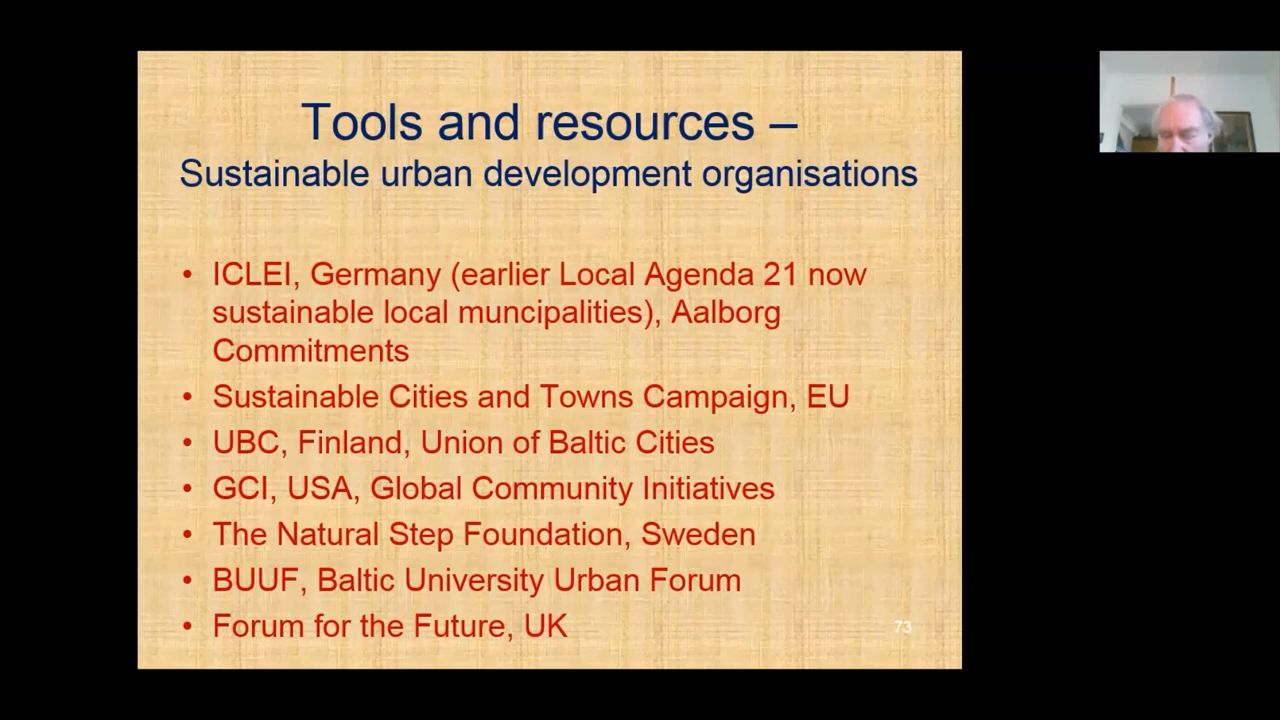 Tools and resources –
Sustainable urban development organisations
• ICLEI, Germany (earlier Local Agenda 21 now
sustainable local muncipalities), Aalborg
Commitments
• Sustainable Cities and Towns Campaign, EU
• UBC, Finland, Union of Baltic Cities
• GCI, USA, Global Community Initiatives
• The Natural Step Foundation, Sweden
• BUUF, Baltic University Urban Forum
• Forum for the Future, UK
73